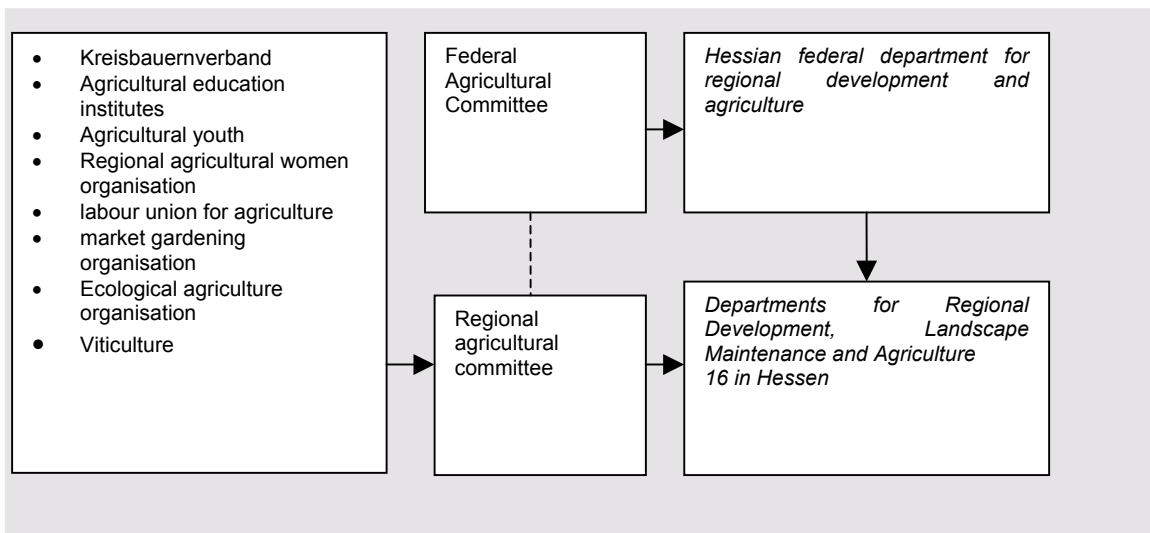 • Kreisbauernverband
• Agricultural education
institutes
• Agricultural youth
• Regional agricultural women
organisation
• labour union for agriculture
• market gardening
organisation
• Ecological agriculture
organisation
• Viticulture
Federal
Agricultural
Committee
Hessian federal department for
regional development and
agriculture
Regional
agricultural
committee
Departments for Regional
Development, Landscape
Maintenance and Agriculture
16 in Hessen